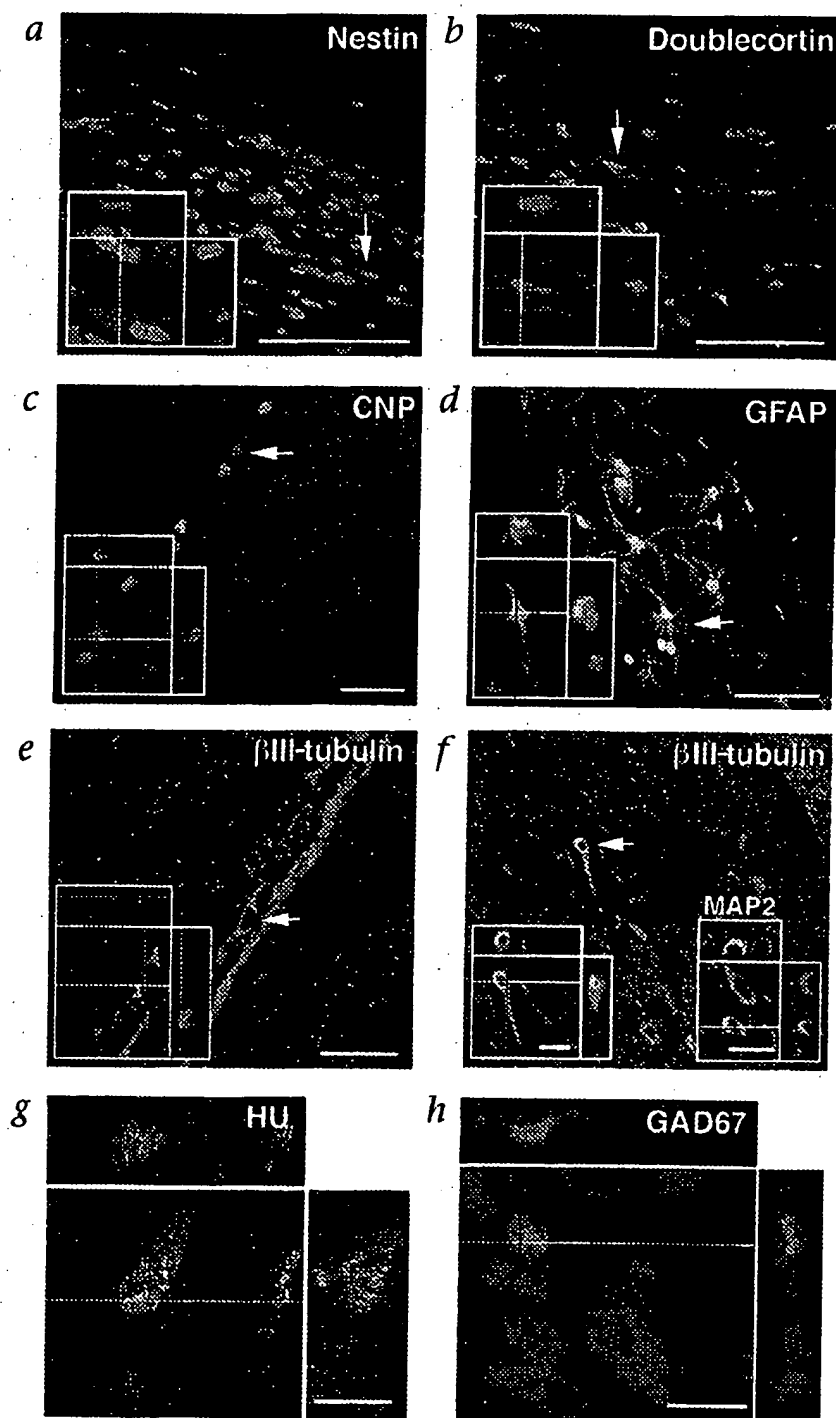 a Nestin
b Doublecortin
c CNP
d GFAP
e βIII-tubulin
f βIII-tubulin
MAP2
g HU
h GAD67